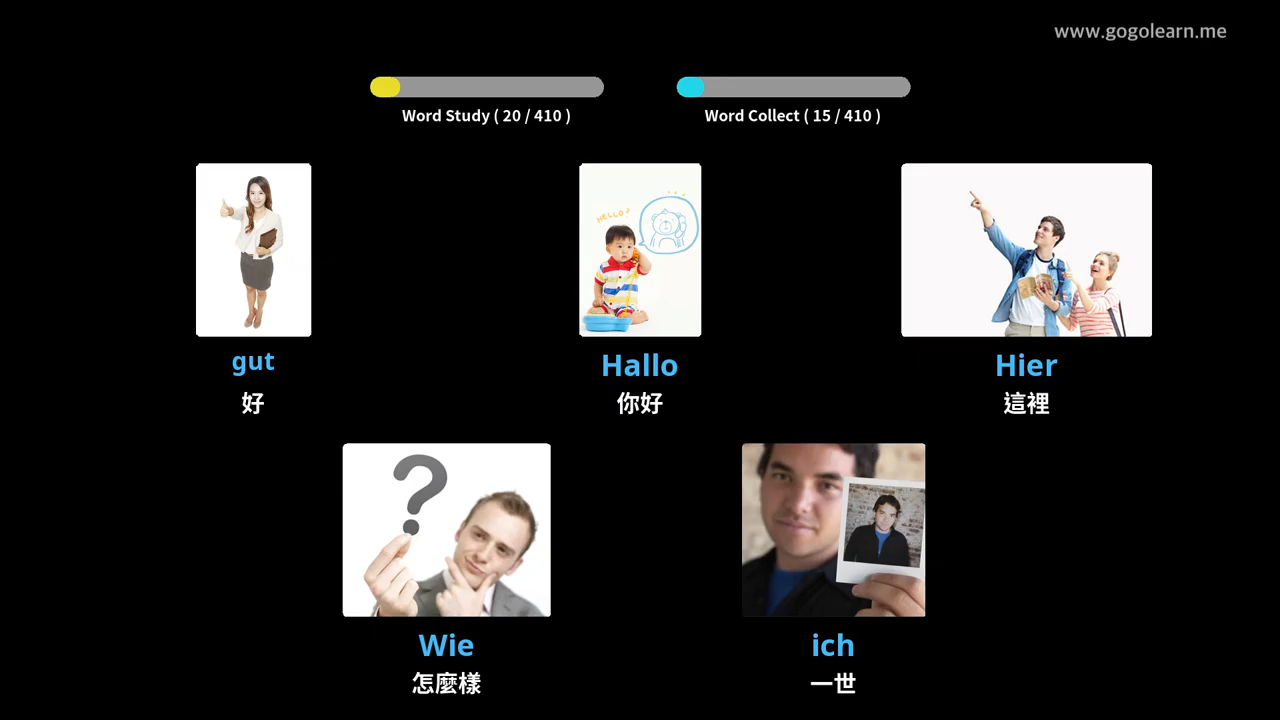 www.gogolearn.me
Word Study ( 20 / 410 )
Word Collect ( 15 / 410 )
HELLO?
gut
好
Hallo
你好
Hier
這裡
Wie
怎麼樣
ich
一世